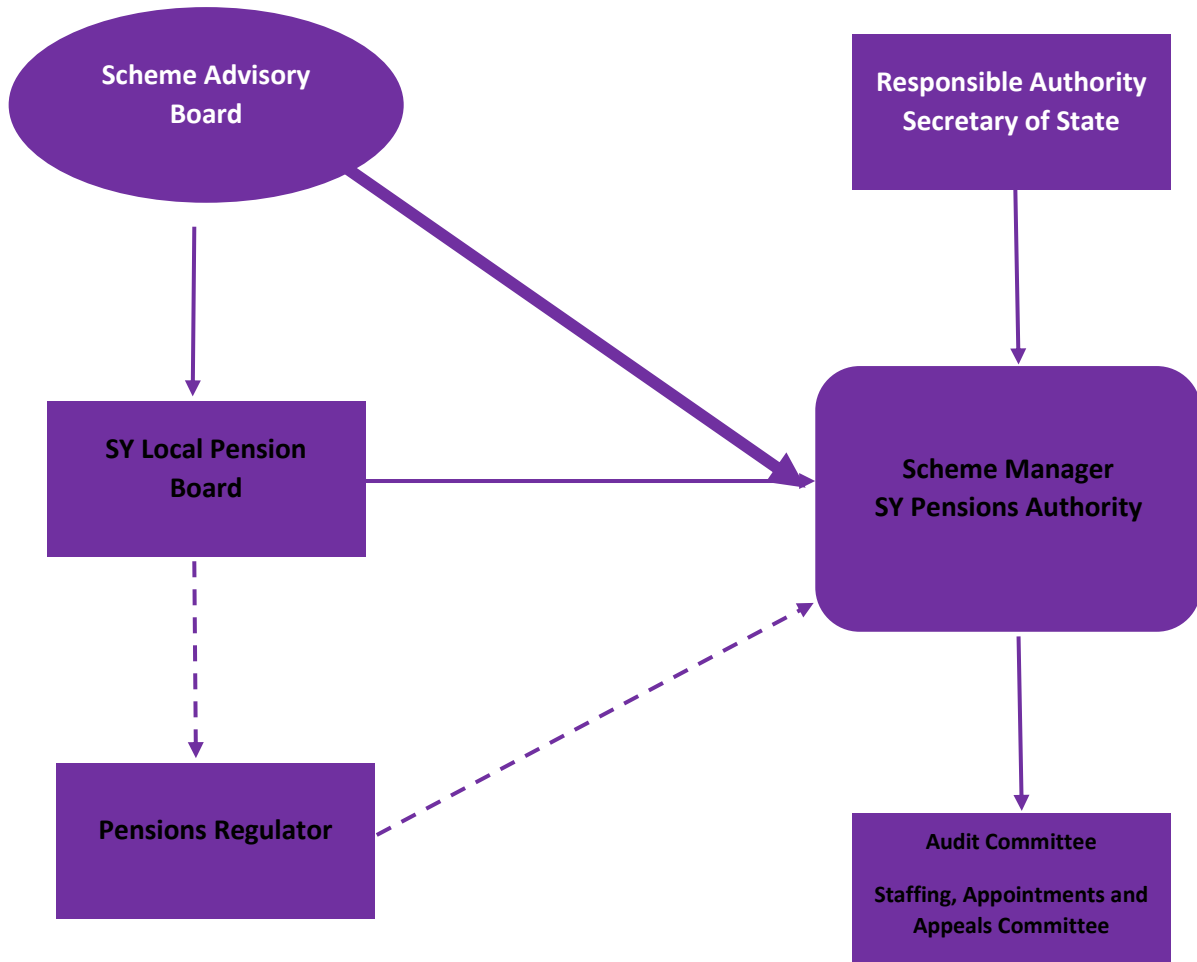 Scheme Advisory
Board
Responsible Authority
Secretary of State
SY Local Pension
Board
Scheme Manager
SY Pensions Authority
Pensions Regulator
Audit Committee
Staffing, Appointments and
Appeals Committee